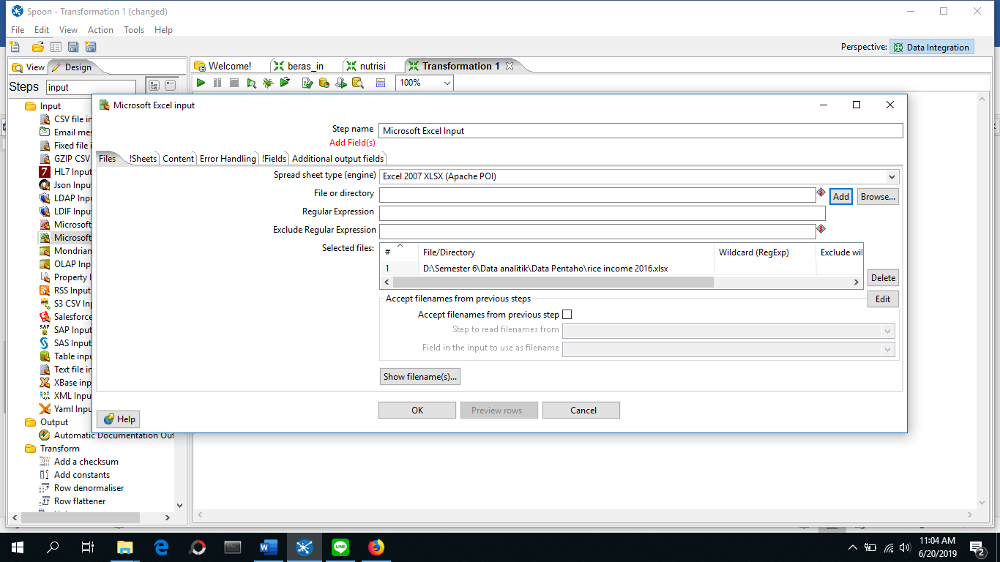 Spoon - Transformation 1 (changed)
File Edit View Action Tools Help
Perspective: Data Integration
View Design
Welcome! beras_in nutrisi Transformation 1
Steps input
100%
Input
CSV file in
Email mes
Fixed file i
GZIP CSV
HL7 Input
Json Input
LDAP Input
LDIF Input
Microsoft
Microsoft
Mondrian
OLAP Input
Property I
RSS Input
S3 CSV Inp
Salesforce
SAP Input
SAS Input
Table inpu
Text file in
XBase inp
XML Inpu
Yaml Inpu
Output
Automatic Documentation Out
Transform
Add a checksum
Add constants
Row denormaliser
Row flattener
Microsoft Excel input
Step name Microsoft Excel Input
Add Field(s)
Files !Sheets Content Error Handling !Fields Additional output fields
Spread sheet type (engine) Excel 2007 XLSX (Apache POI)
File or directory Add Browse...
Regular Expression
Exclude Regular Expression
Selected files: # File/Directory Wildcard (RegExp) Exclude wil
1 D:\Semester 6\Data analitik\Data Pentaho\rice income 2016.xlsx
Delete
Edit
Accept filenames from previous steps
Accept filenames from previous step
Step to read filenames from
Field in the input to use as filename
Show filename(s)...
OK Preview rows Cancel
Help
LINE
11:04 AM
6/20/2019
2